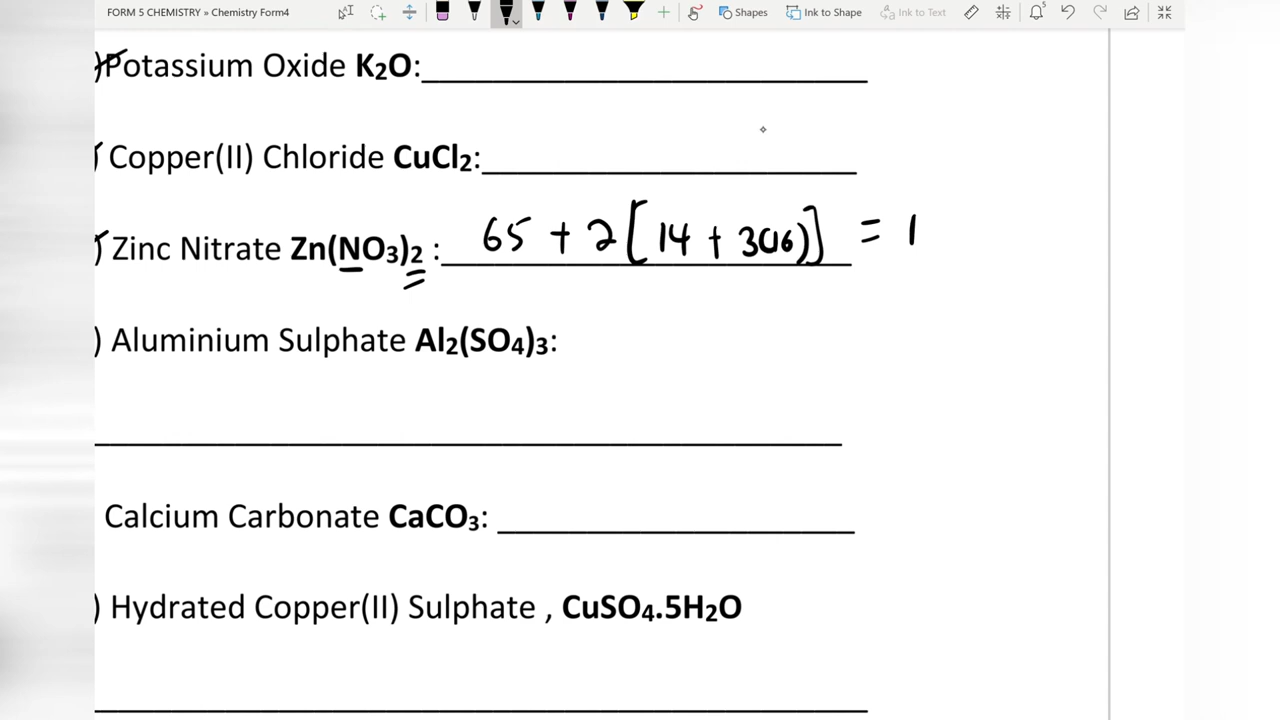 FORM 5 CHEMISTRY » Chemistry Form4 Shapes Ink to Shape Ink to Text 5
)Potassium Oxide K2O:
Copper(II) Chloride CuCl2:
) Zinc Nitrate Zn(NO3)2 : 65 + 2[14 + 3(16)] = 1
) Aluminium Sulphate Al2(SO4)3:
Calcium Carbonate CaCO3:
) Hydrated Copper(II) Sulphate , CuSO4.5H2O